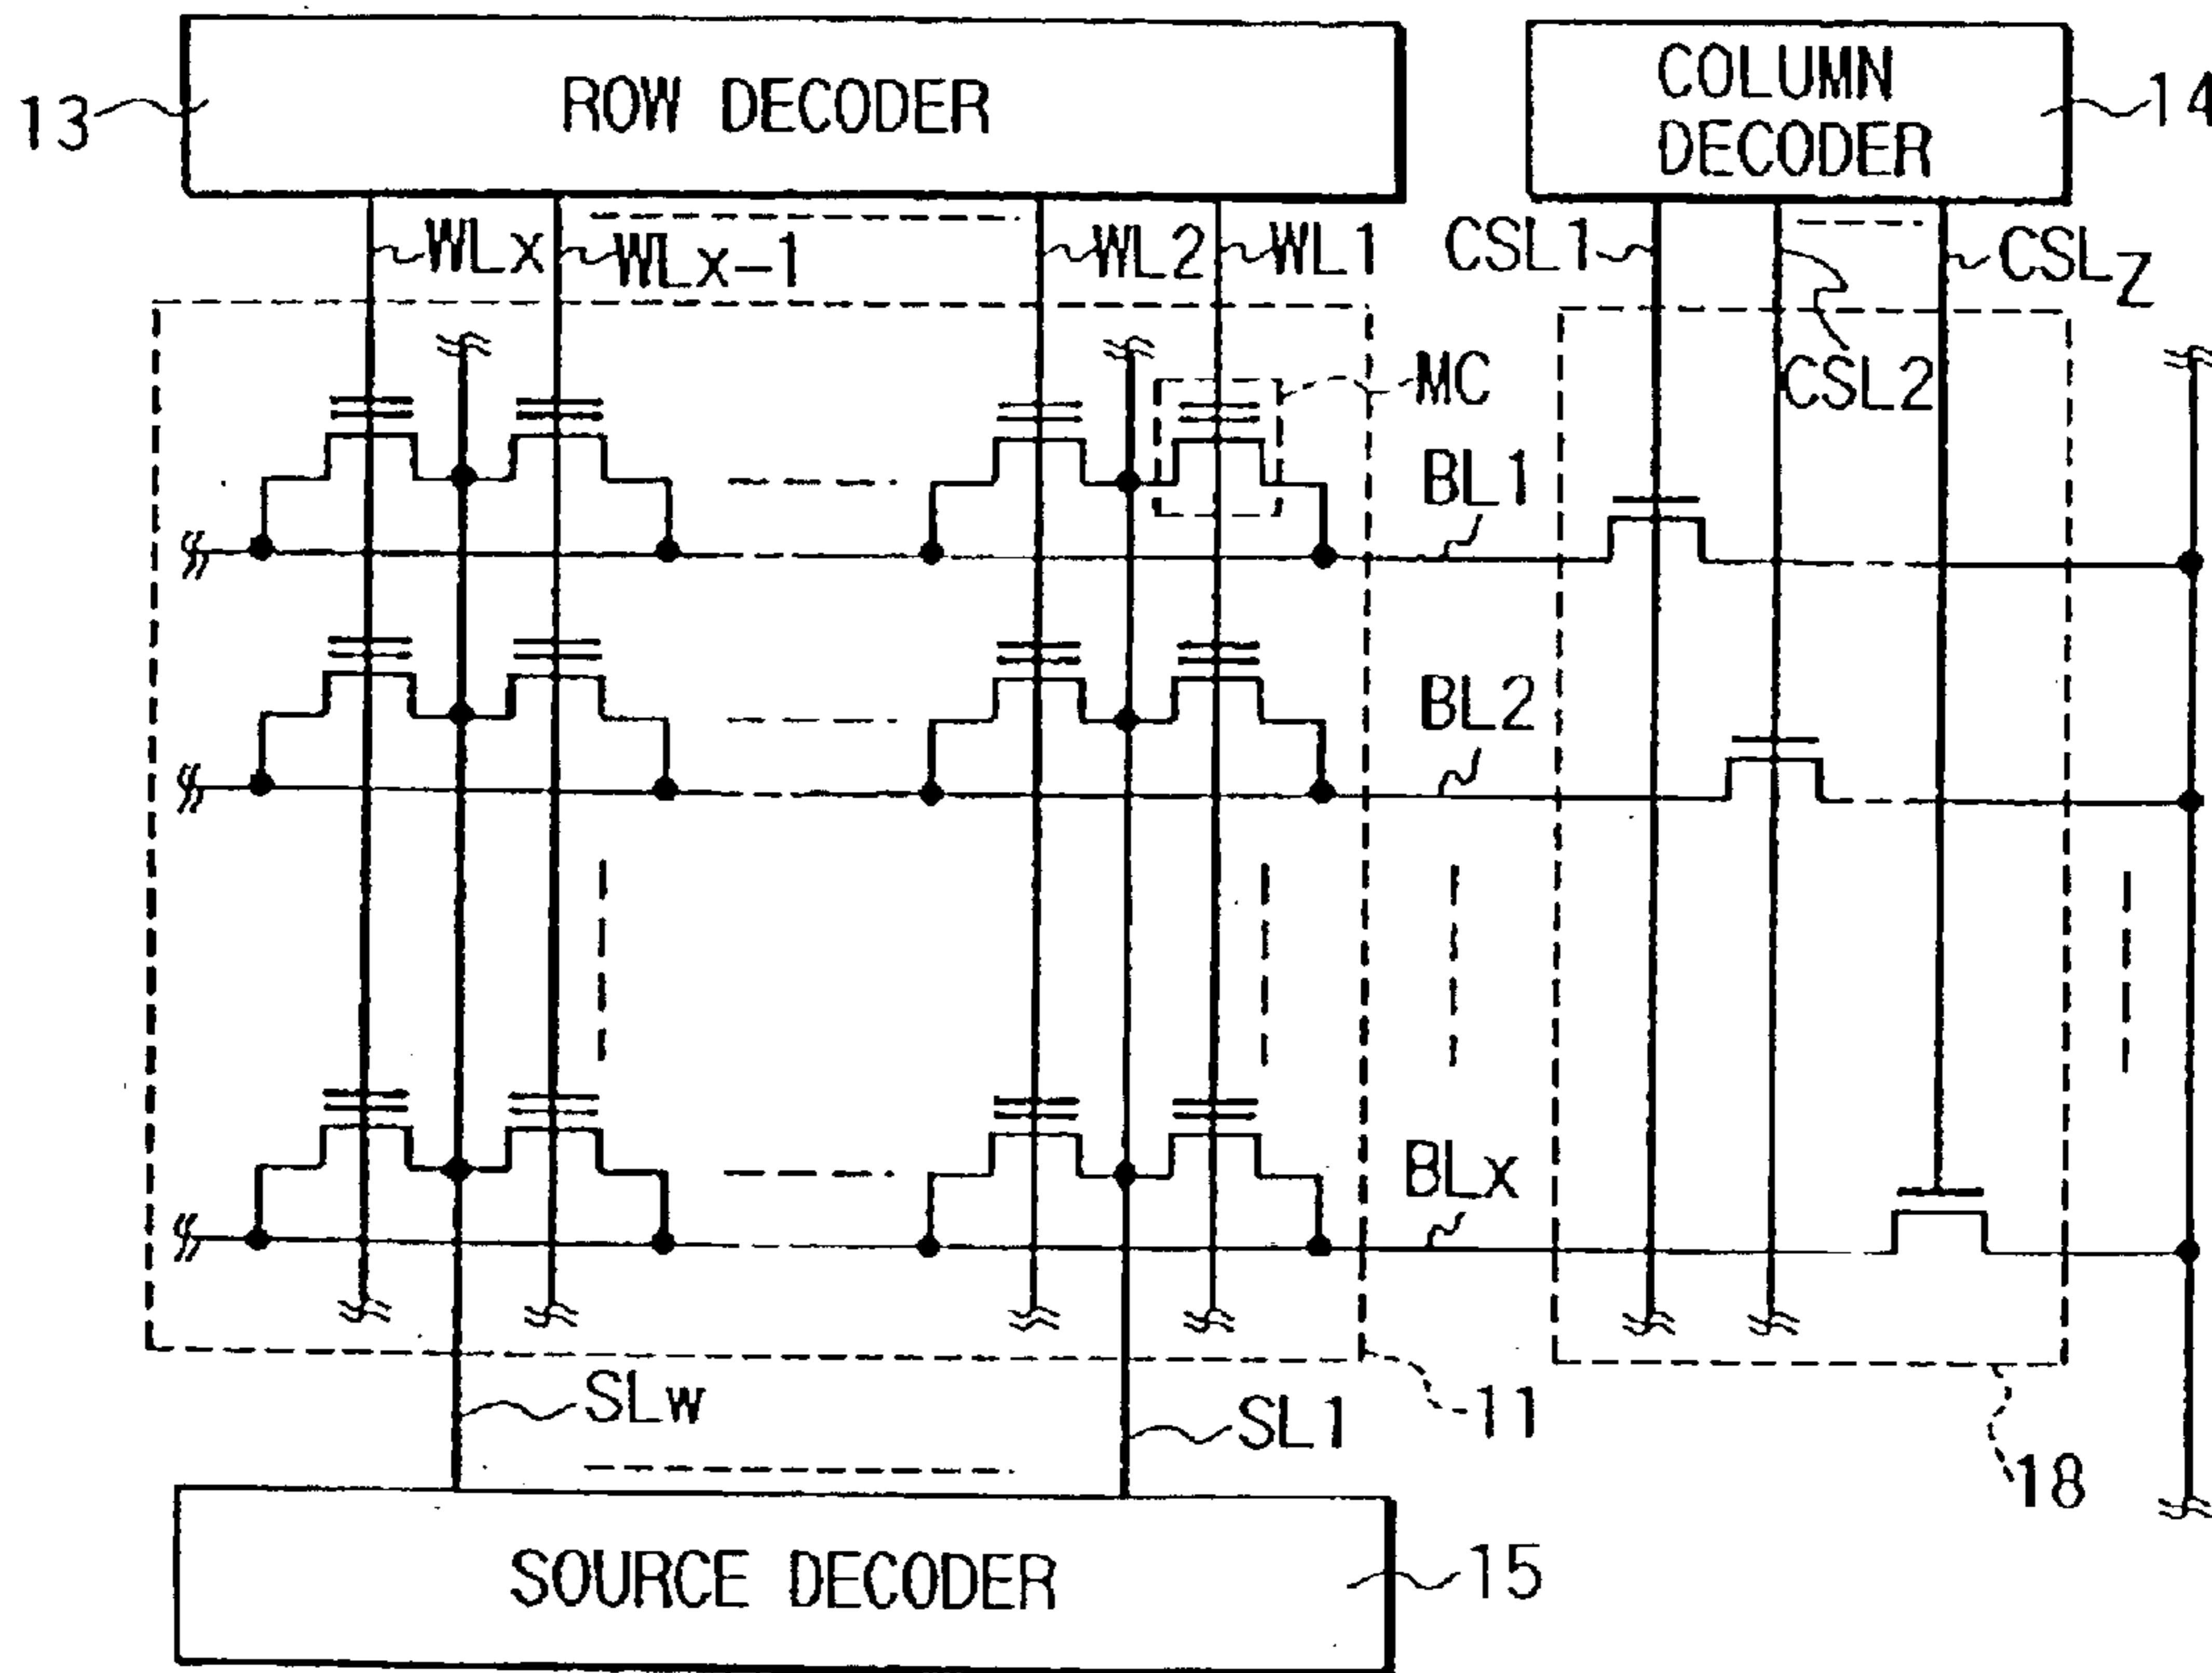 ROW DECODER
COLUMN
DECODER
13
14
WLx
WLx-1
WL2
WL1
CSL1
CSLZ
MC
CSL2
BL1
BL2
BLx
SLw
SL1
11
18
SOURCE DECODER
15